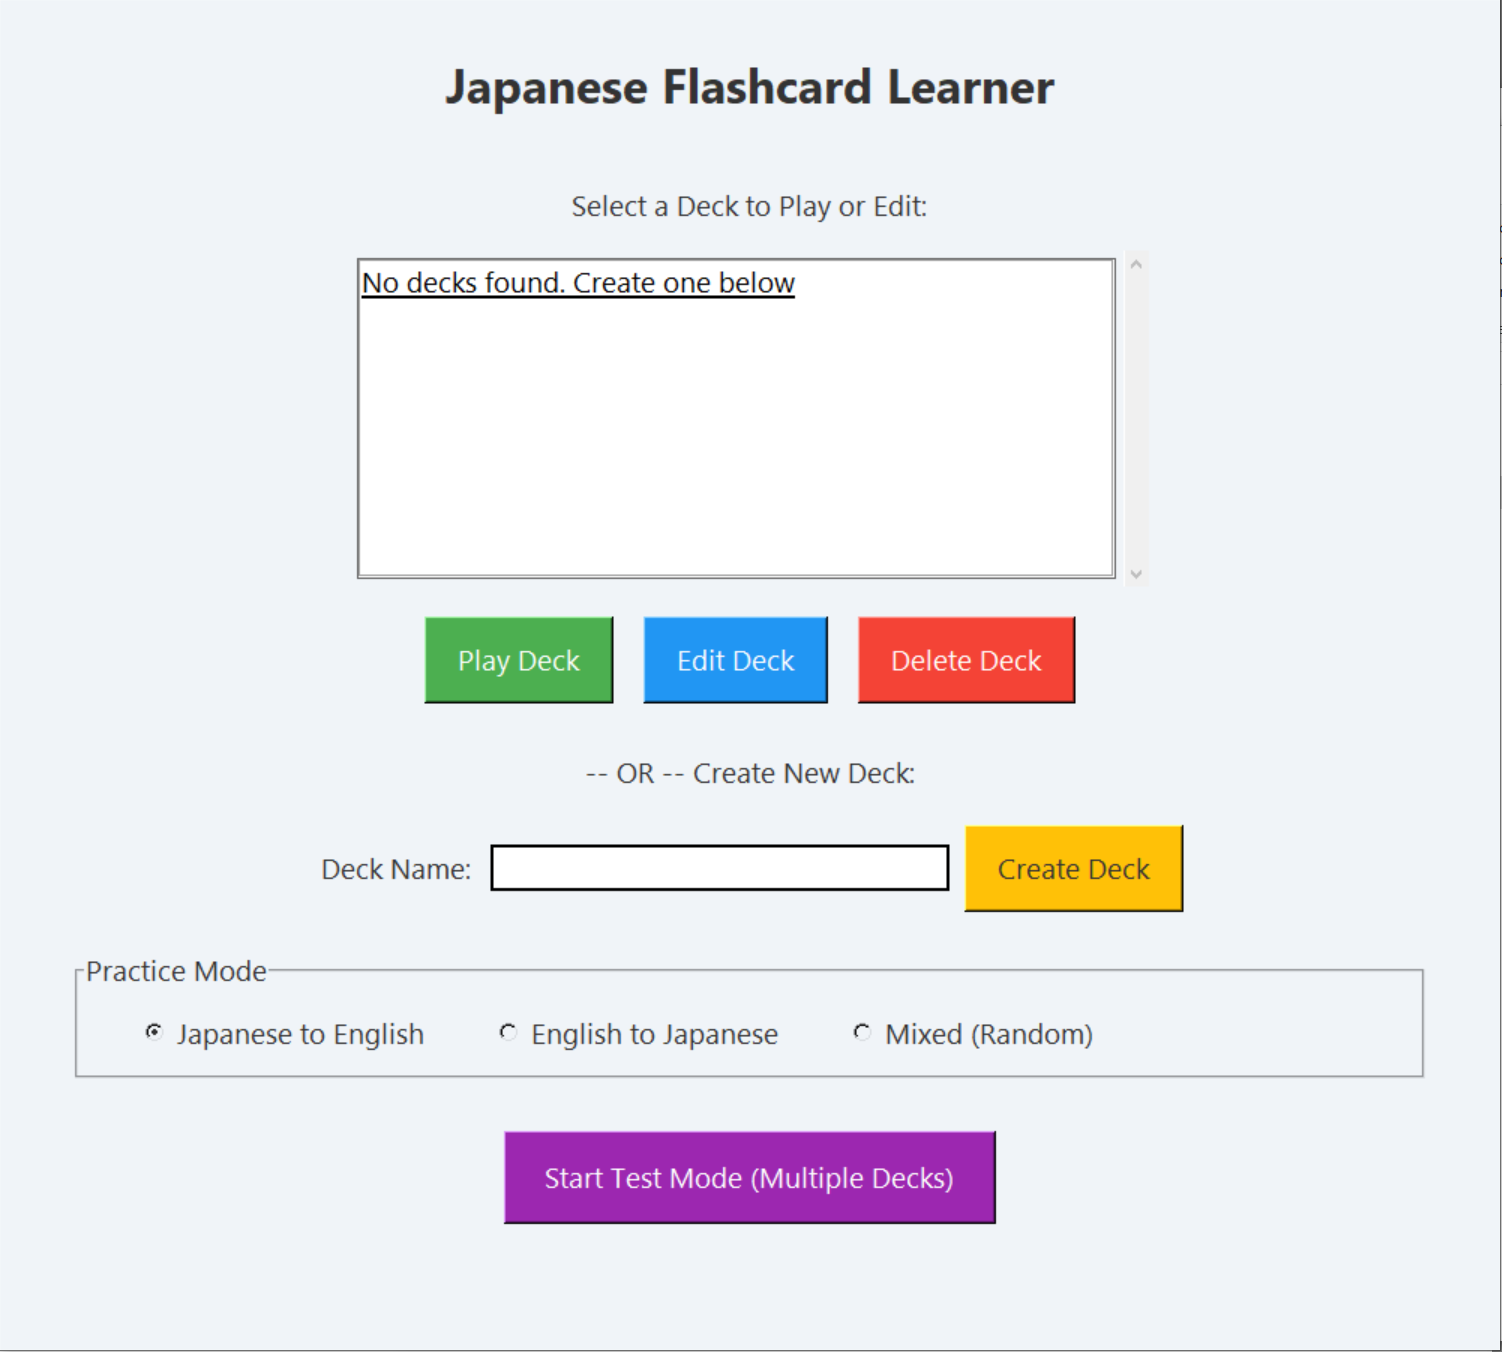 Japanese Flashcard Learner
Select a Deck to Play or Edit:
No decks found. Create one below
Play Deck Edit Deck Delete Deck
-- OR -- Create New Deck:
Deck Name: Create Deck
Practice Mode
Japanese to English English to Japanese Mixed (Random)
Start Test Mode (Multiple Decks)